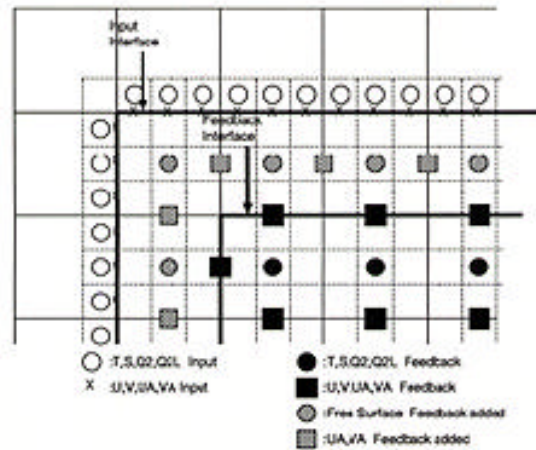 Input
Interface
Feedback
Interface
:T,S,Q2,Q2L Input
X :U,V,UA,VA Input
:T,S,Q2,Q2L Feedback
:U,V,UA,VA Feedback
:Free Surface Feedback added
:UA,VA Feedback added